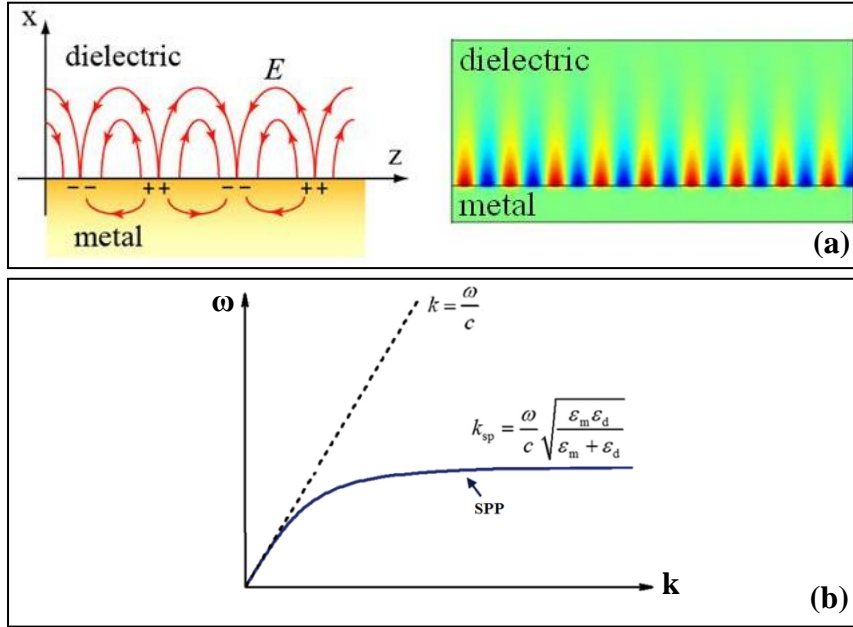 x
dielectric
E
z
-- ++ -- ++
metal
dielectric
metal
(a)
ω
k = ω/c
k_sp = ω/c √(ε_m ε_d / (ε_m + ε_d))
SPP
k
(b)